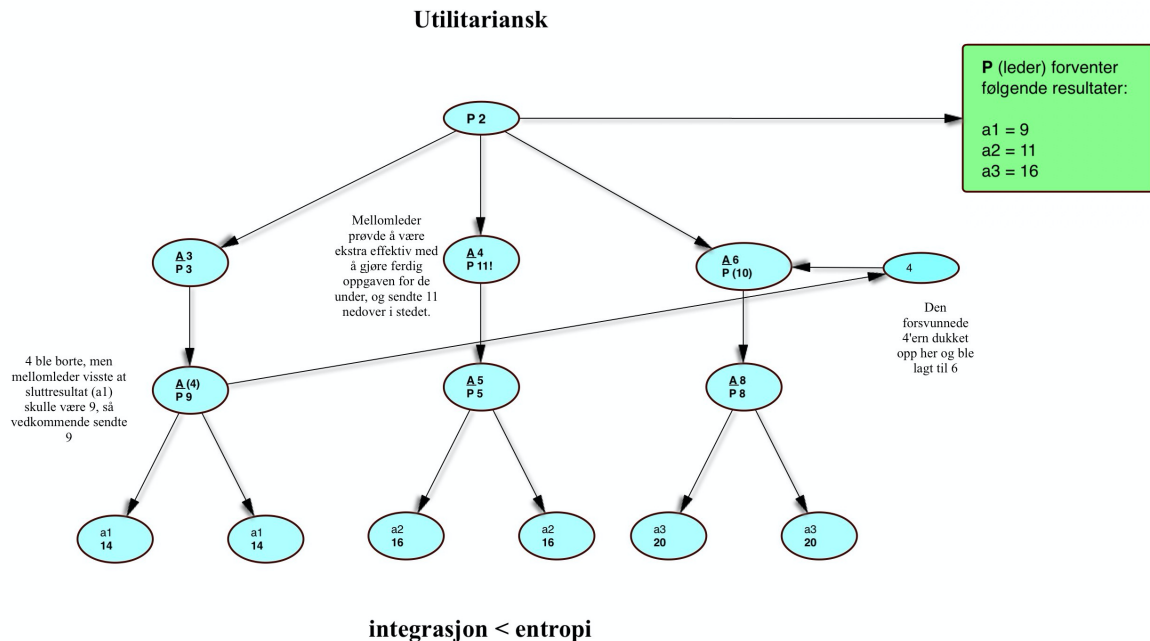 Utilitariansk
P (leder) forventer
følgende resultater:
a1 = 9
a2 = 11
a3 = 16
P 2
Mellomleder
prøvde å være
ekstra effektiv med
å gjøre ferdig
oppgaven for de
under, og sendte 11
nedover i stedet.
A 3
P 3
A 4
P 11!
A 6
P (10)
4
Den
forsvunnede
4'ern dukket
opp her og ble
lagt til 6
4 ble borte, men
mellomleder visste at
sluttresultat (a1)
skulle være 9, så
vedkommende sendte
9
A (4)
P 9
A 5
P 5
A 8
P 8
a1
14
a1
14
a2
16
a2
16
a3
20
a3
20
integrasjon < entropi